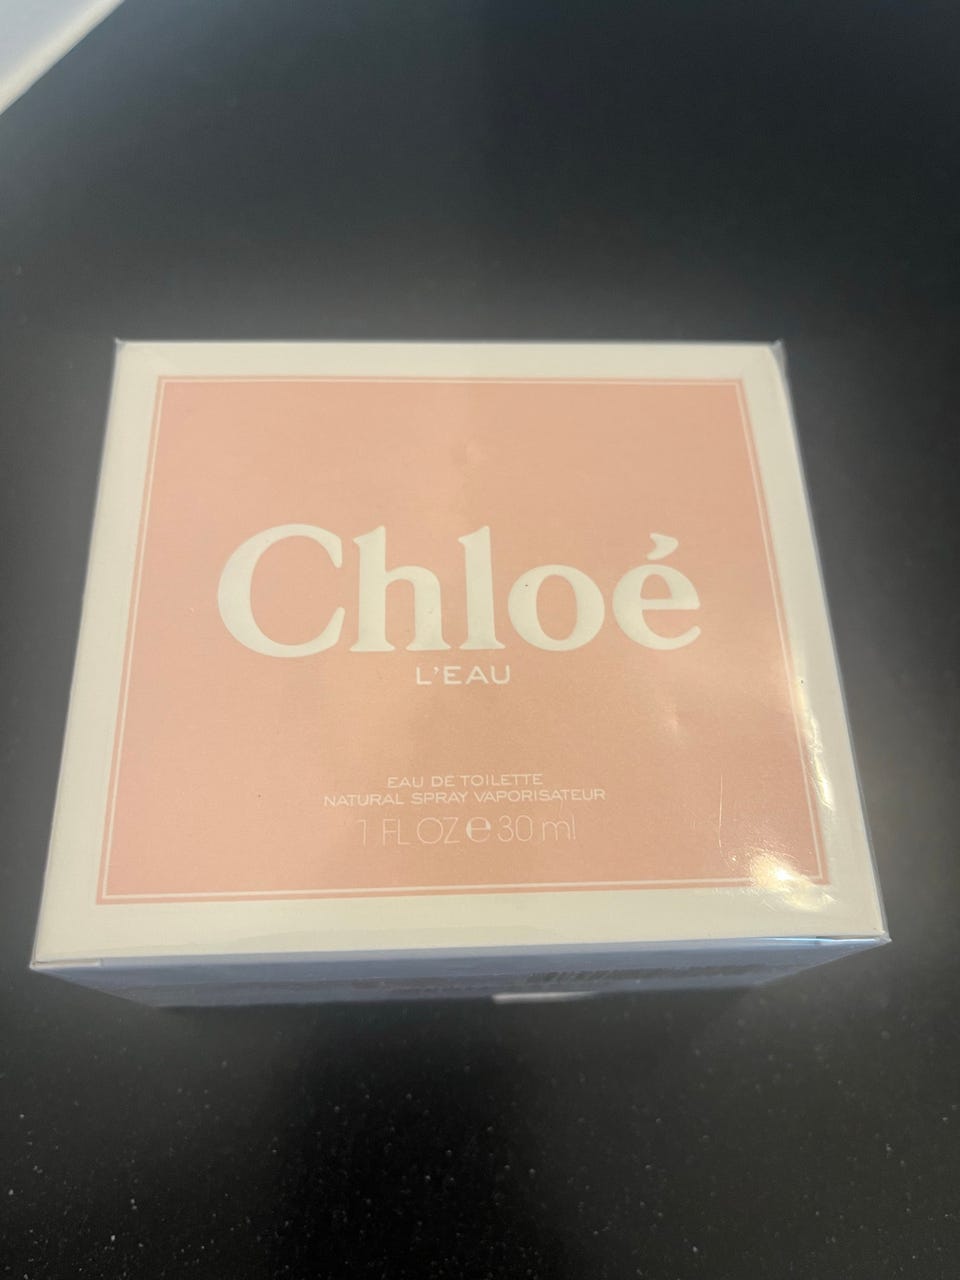 Chloé
L'EAU
EAU DE TOILETTE
NATURAL SPRAY VAPORISATEUR
1 FL OZ e 30 ml